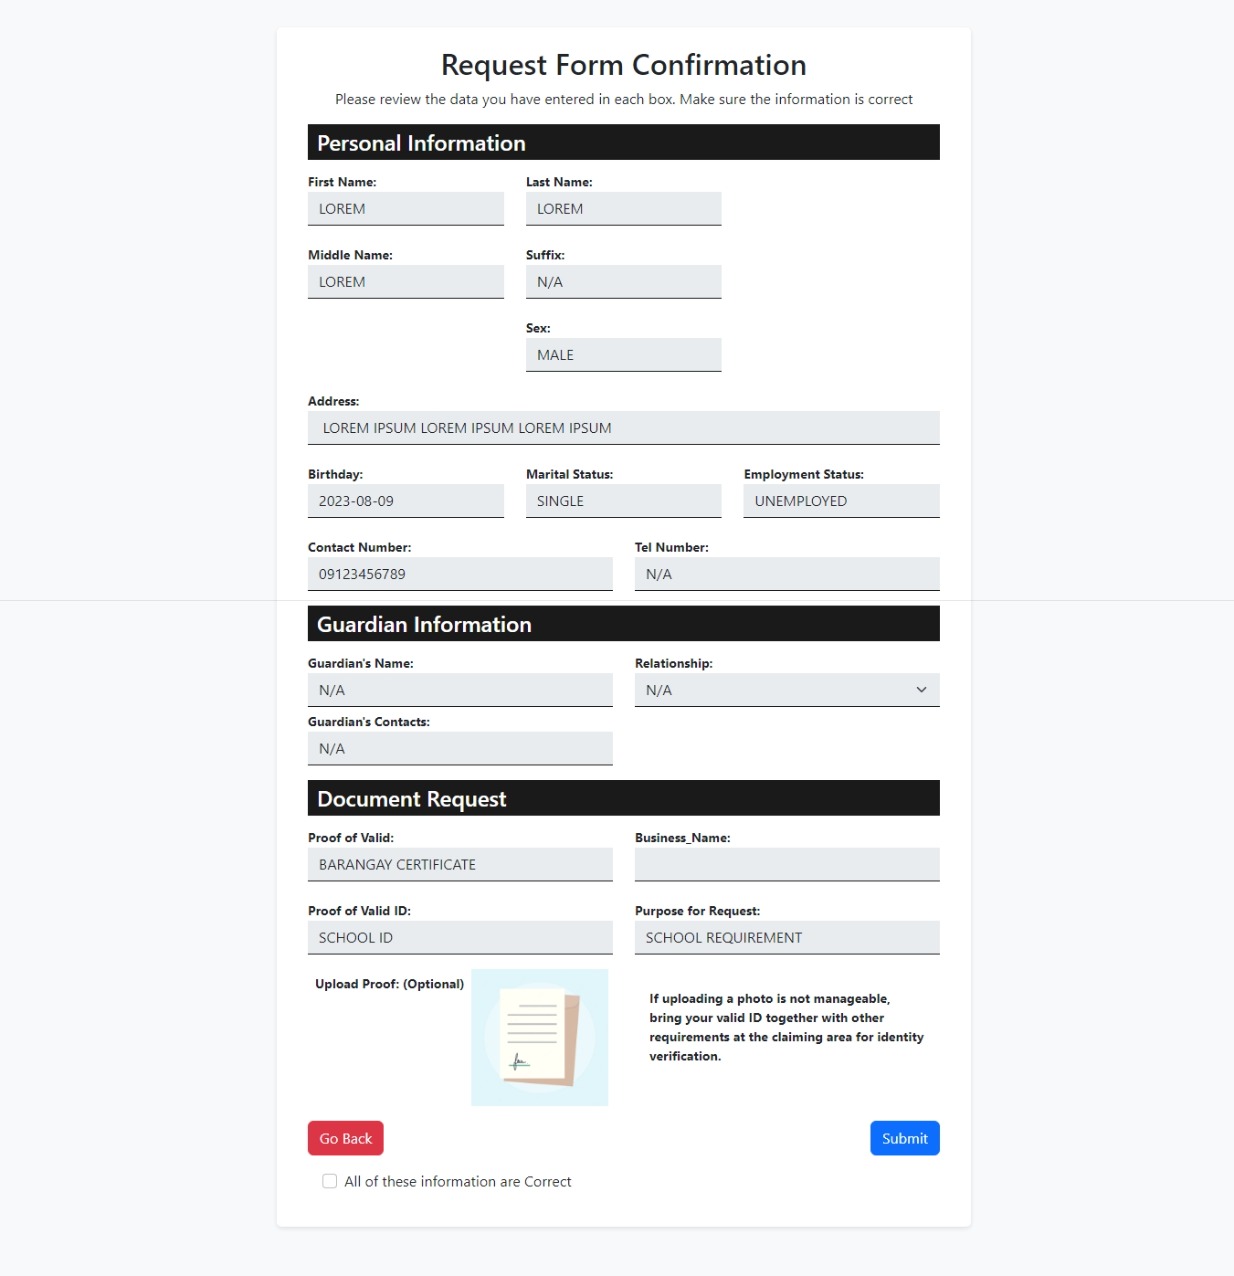 Request Form Confirmation
Please review the data you have entered in each box. Make sure the information is correct
Personal Information
First Name:
LOREM
Last Name:
LOREM
Middle Name:
LOREM
Suffix:
N/A
Sex:
MALE
Address:
LOREM IPSUM LOREM IPSUM LOREM IPSUM
Birthday:
2023-08-09
Marital Status:
SINGLE
Employment Status:
UNEMPLOYED
Contact Number:
09123456789
Tel Number:
N/A
Guardian Information
Guardian's Name:
N/A
Relationship:
N/A
Guardian's Contacts:
N/A
Document Request
Proof of Valid:
BARANGAY CERTIFICATE
Business_Name:
Proof of Valid ID:
SCHOOL ID
Purpose for Request:
SCHOOL REQUIREMENT
Upload Proof: (Optional)
If uploading a photo is not manageable,
bring your valid ID together with other
requirements at the claiming area for identity
verification.
Go Back
Submit
All of these information are Correct